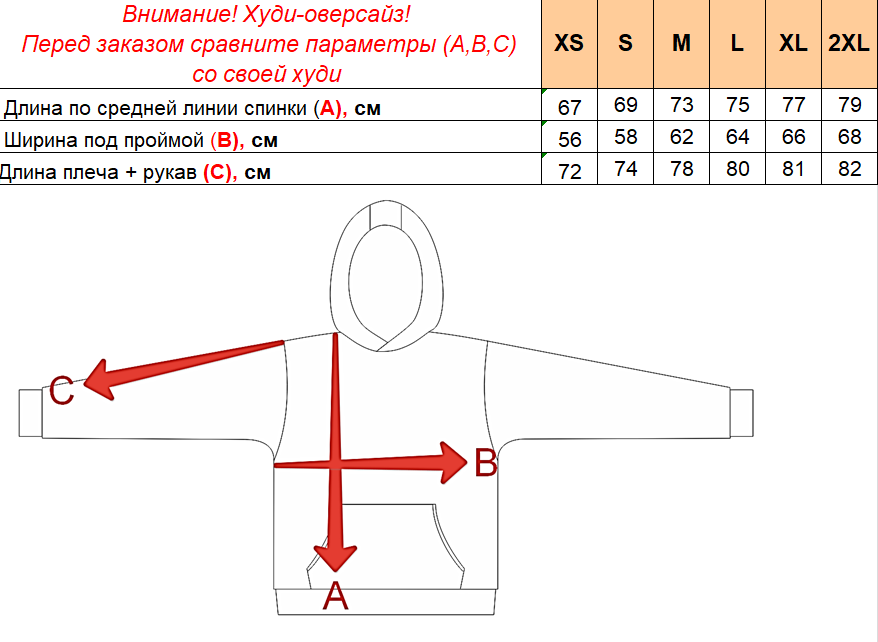 Внимание! Худи-оверсайз!
Перед заказом сравните параметры (А,В,С)
со своей худи
XS S M L XL 2XL
Длина по средней линии спинки (А), см 67 69 73 75 77 79
Ширина под проймой (В), см 56 58 62 64 66 68
Длина плеча + рукав (С), см 72 74 78 80 81 82
C
B
A